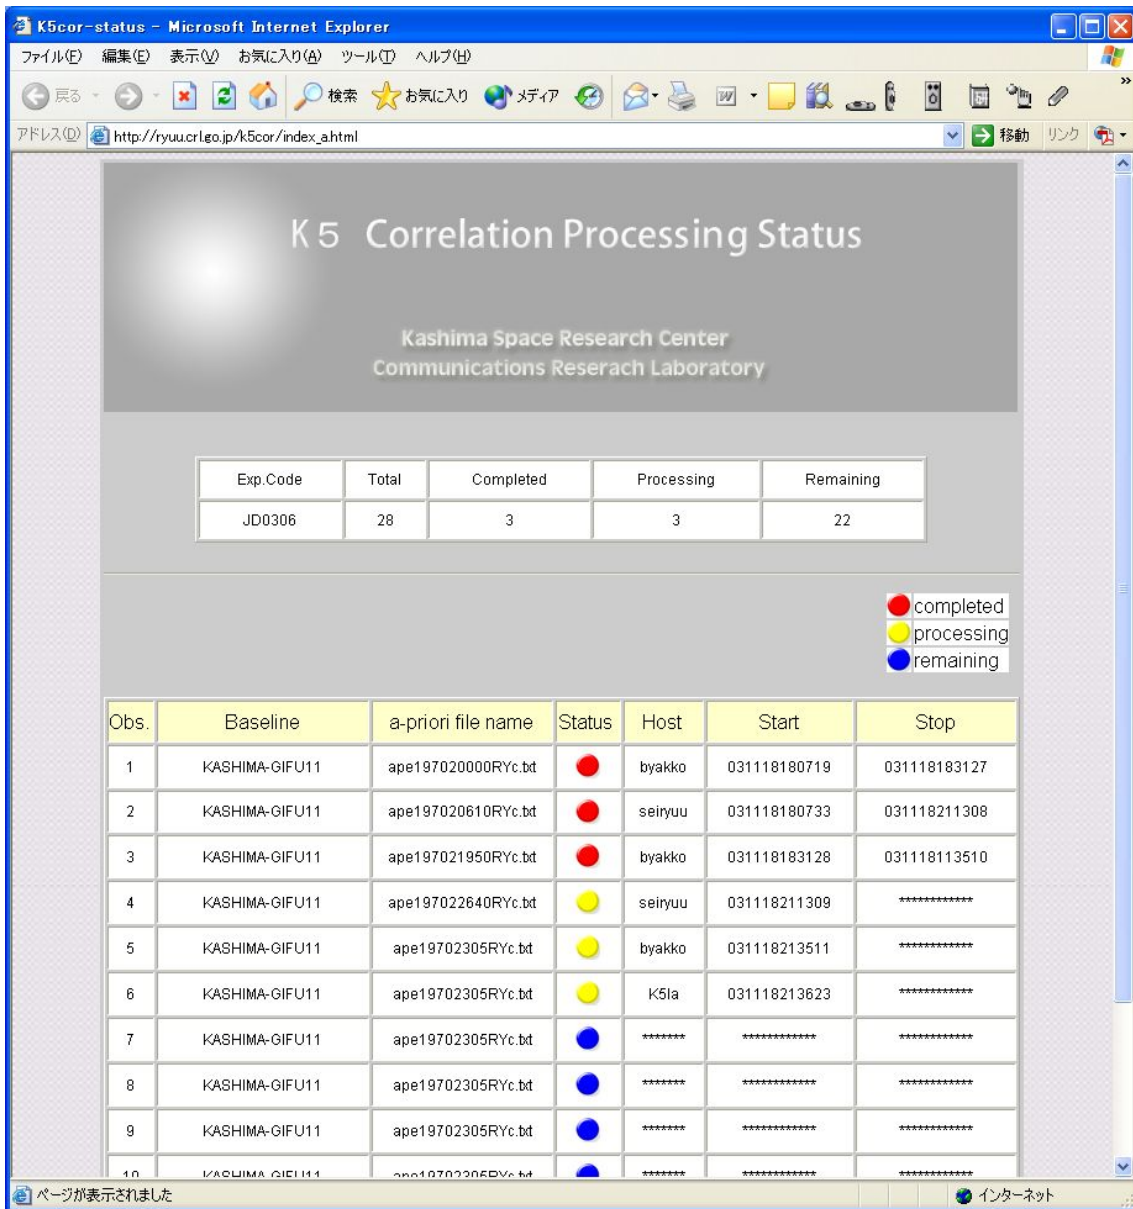 K5cor-status - Microsoft Internet Explorer
ファイル(F) 編集(E) 表示(V) お気に入り(A) ツール(T) ヘルプ(H)
戻る 検索 お気に入り メディア »
アドレス(D) http://ryuu.crl.go.jp/k5cor/index_a.html 移動 リンク
K5 Correlation Processing Status
Kashima Space Research Center
Communications Reserach Laboratory
Exp.Code Total Completed Processing Remaining
JD0306 28 3 3 22
completed
processing
remaining
Obs. Baseline a-priori file name Status Host Start Stop
1 KASHIMA-GIFU11 ape197020000RYc.txt byakko 031118180719 031118183127
2 KASHIMA-GIFU11 ape197020610RYc.txt seiryuu 031118180733 031118211308
3 KASHIMA-GIFU11 ape197021950RYc.txt byakko 031118183128 031118113510
4 KASHIMA-GIFU11 ape197022640RYc.txt seiryuu 031118211309 ************
5 KASHIMA-GIFU11 ape19702305RYc.txt byakko 031118213511 ************
6 KASHIMA-GIFU11 ape19702305RYc.txt K5la 031118213623 ************
7 KASHIMA-GIFU11 ape19702305RYc.txt ******* ************ ************
8 KASHIMA-GIFU11 ape19702305RYc.txt ******* ************ ************
9 KASHIMA-GIFU11 ape19702305RYc.txt ******* ************ ************
10 KASHIMA-GIFU11 ape19702305RYc.txt ******* ************ ************
ページが表示されました インターネット